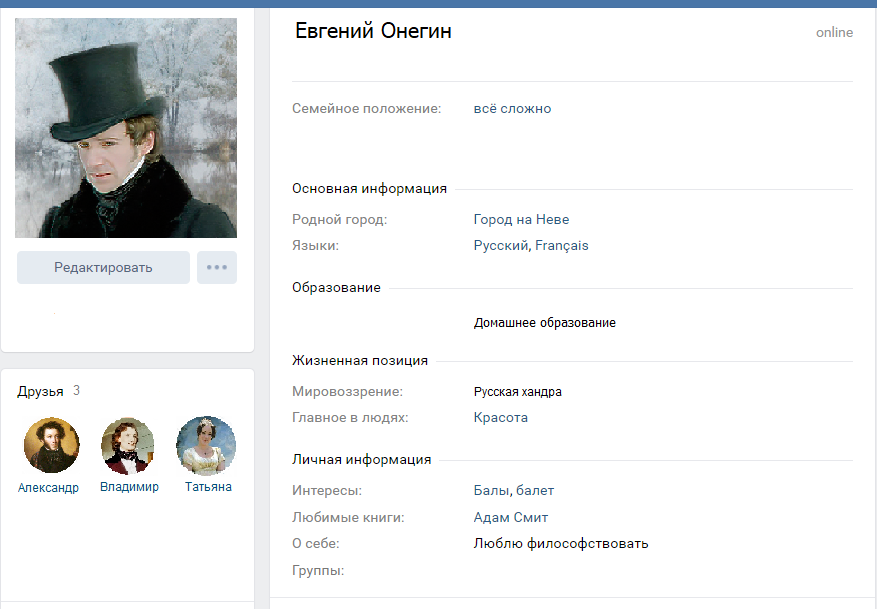 Евгений Онегин
online
Семейное положение: всё сложно
Основная информация
Родной город: Город на Неве
Языки: Русский, Français
Образование
Домашнее образование
Жизненная позиция
Мировоззрение: Русская хандра
Главное в людях: Красота
Личная информация
Интересы: Балы, балет
Любимые книги: Адам Смит
О себе: Люблю философствовать
Группы:
Редактировать
Друзья 3
Александр Владимир Татьяна